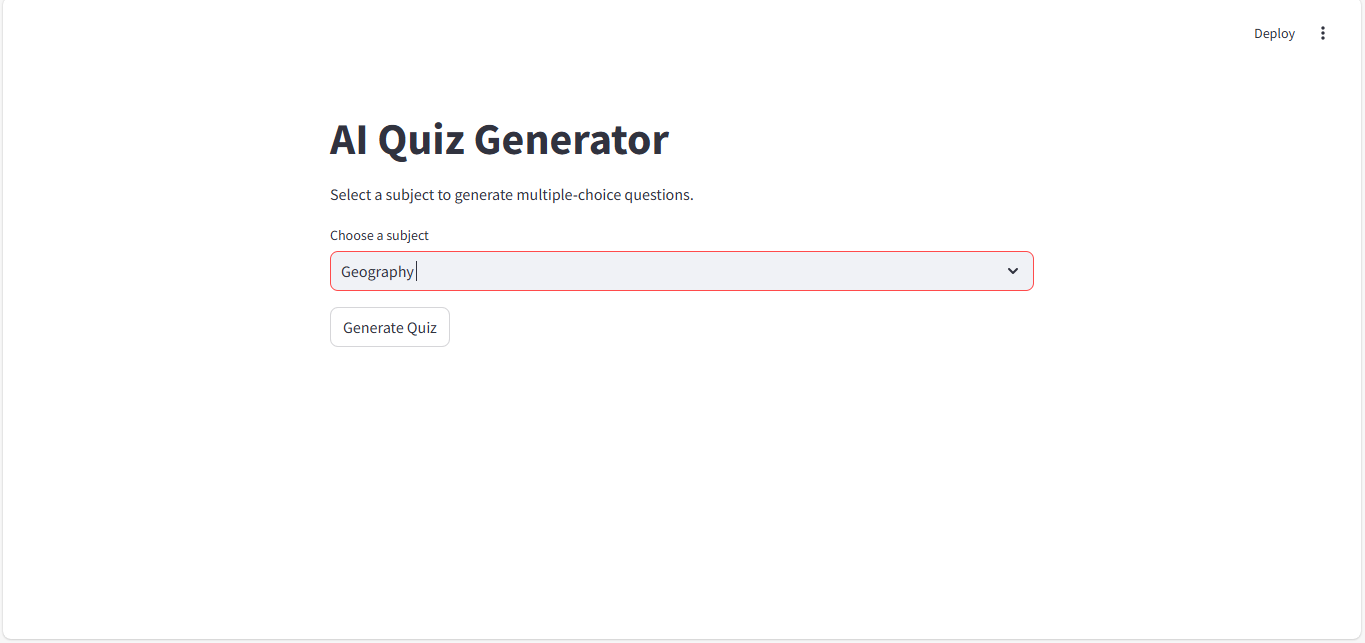 Deploy
AI Quiz Generator
Select a subject to generate multiple-choice questions.
Choose a subject
Geography
Generate Quiz